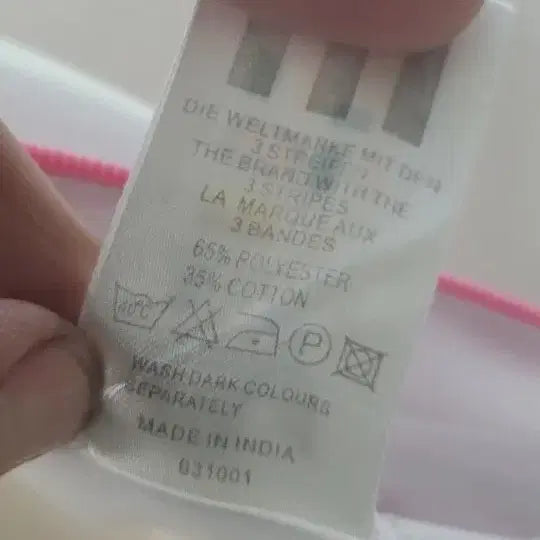 DIE WELTMARKE MIT DEN
3 STREIFEN
THE BRAND WITH THE
3 STRIPES
LA MARQUE AUX
3 BANDES
65% POLYESTER
35% COTTON
40°C
P
WASH DARK COLOURS
SEPARATELY
MADE IN INDIA
031001